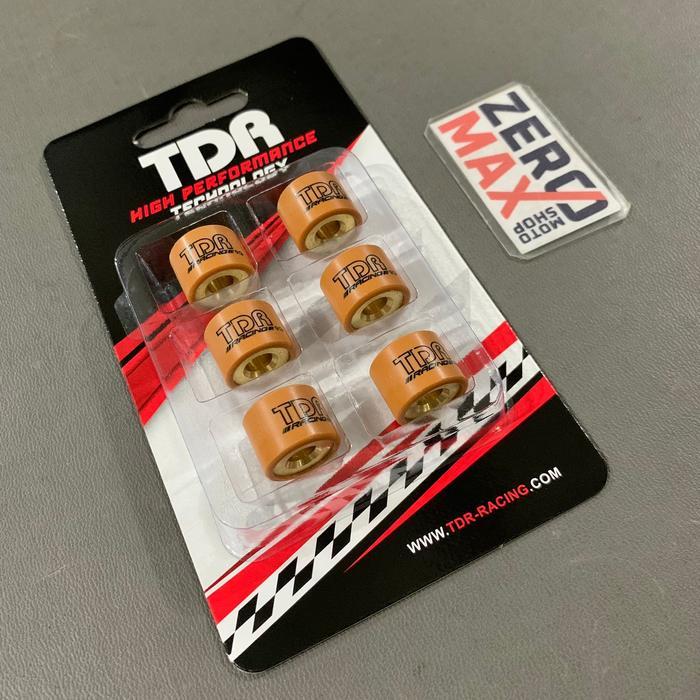 TDR
HIGH PERFORMANCE
TECHNOLOGY
TDR
RACING
TDR
RACING
TDR
RACING
TDR
RACING
TDR
RACING
TDR
RACING
WWW.TDR-RACING.COM
ZERO
MAX
MOTO
SHOP